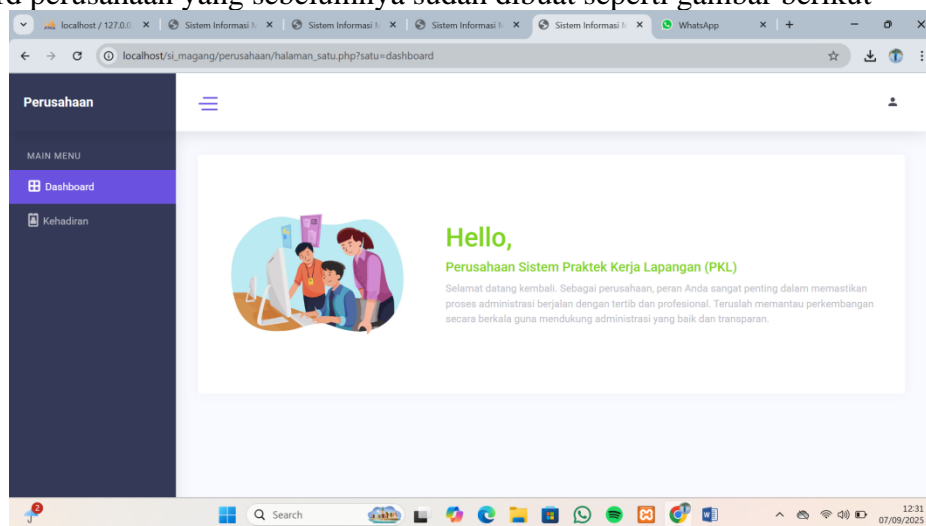 perusahaan yang sebelumnya sudah dibuat seperti gambar berikut
localhost / 127.0.0. Sistem Informasi Sistem Informasi Sistem Informasi Sistem Informasi WhatsApp
localhost/si_magang/perusahaan/halaman_satu.php?satu=dashboard
Perusahaan
MAIN MENU
Dashboard
Kehadiran
Hello,
Perusahaan Sistem Praktek Kerja Lapangan (PKL)
Selamat datang kembali. Sebagai perusahaan, peran Anda sangat penting dalam memastikan
proses administrasi berjalan dengan tertib dan profesional. Teruslah memantau perkembangan
secara berkala guna mendukung administrasi yang baik dan transparan.
2
Search
12:31
07/09/2025